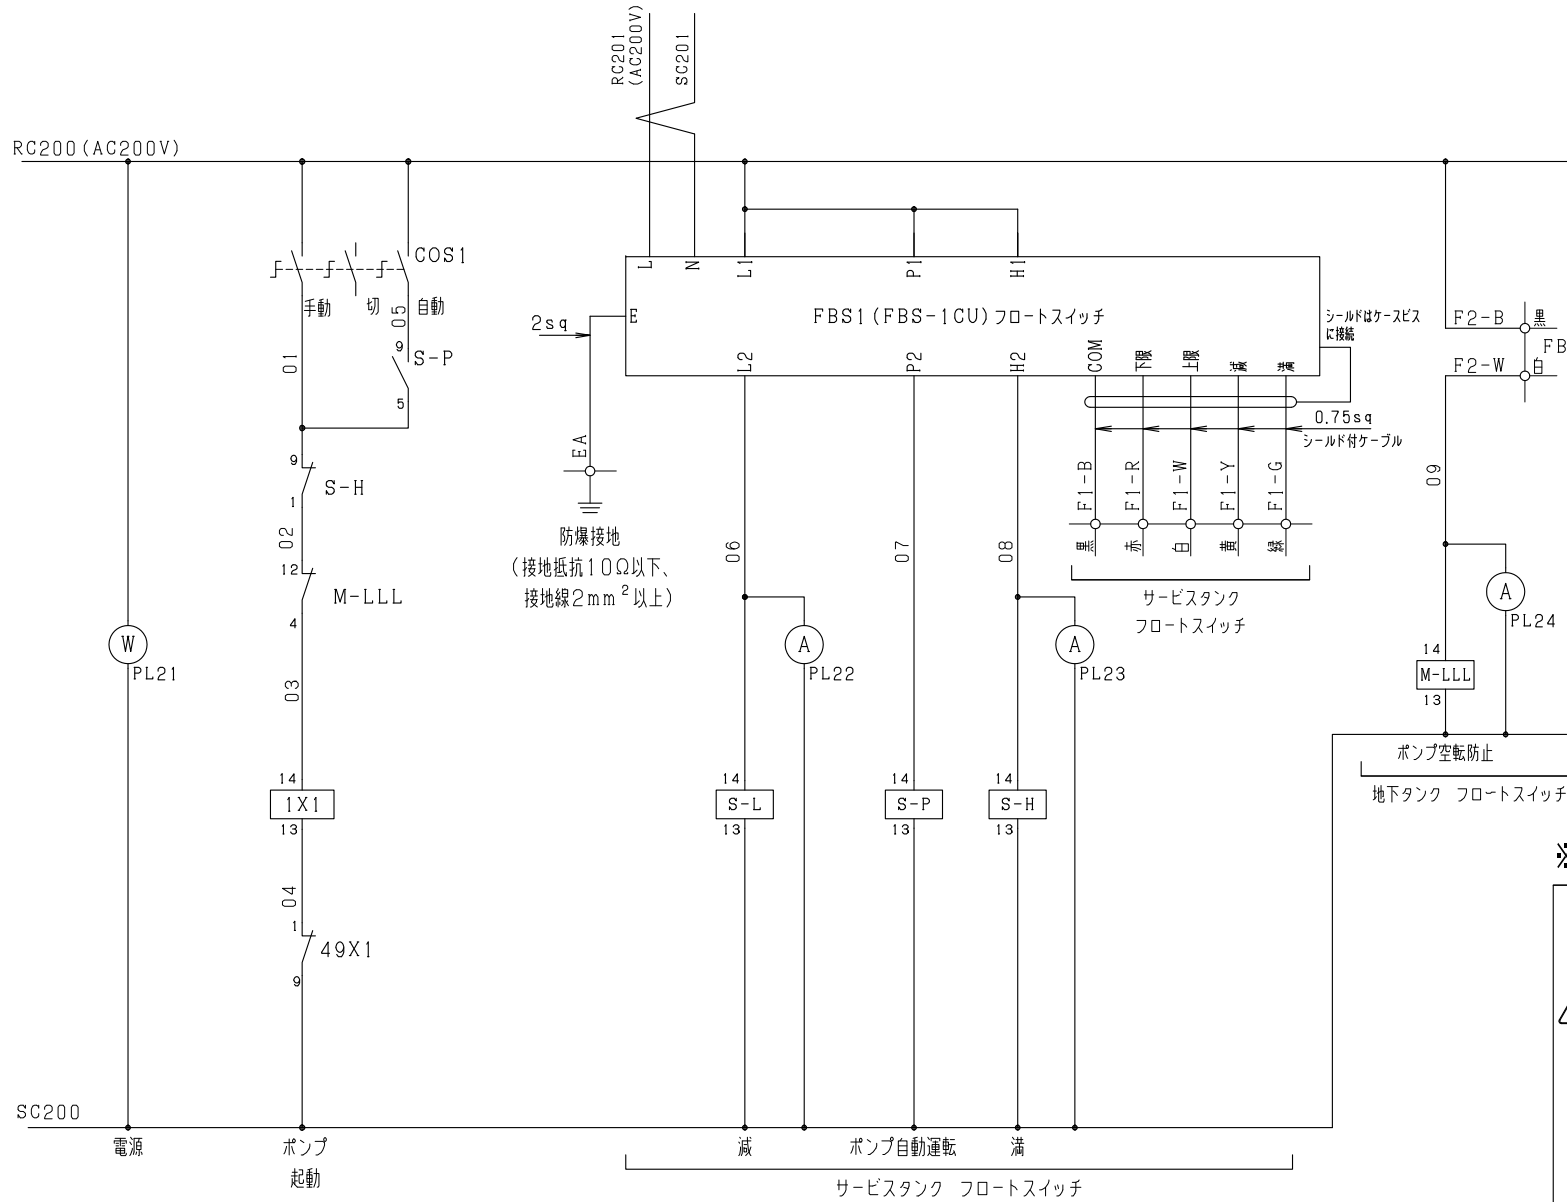 RC201
(AC200V)
SC201
RC200(AC200V)
COS1
手動
切
自動
01
05
9
S-P
5
9
S-H
1
02
12
M-LLL
4
03
14
1X1
13
04
1
49X1
9
W
PL21
L
N
L1
P1
H1
E
FBS1(FBS-1CU)フロートスイッチ
L2
P2
H2
COM
下限
上限
減
満
シールドはケースビス
に接続
2sq
EA
防爆接地
(接地抵抗10Ω以下、
接地線2mm²以上)
0.75sq
シールド付ケーブル
F1-B
F1-R
F1-W
F1-Y
F1-G
黒
赤
白
黄
緑
サービスタンク
フロートスイッチ
06
07
08
A
PL22
A
PL23
14
S-L
13
14
S-P
13
14
S-H
13
F2-B
黒
FB
F2-W
白
09
A
PL24
14
M-LLL
13
ポンプ空転防止
地下タンク フロートスイッチ
※
SC200
電源
ポンプ
起動
減
ポンプ自動運転
満
サービスタンク フロートスイッチ